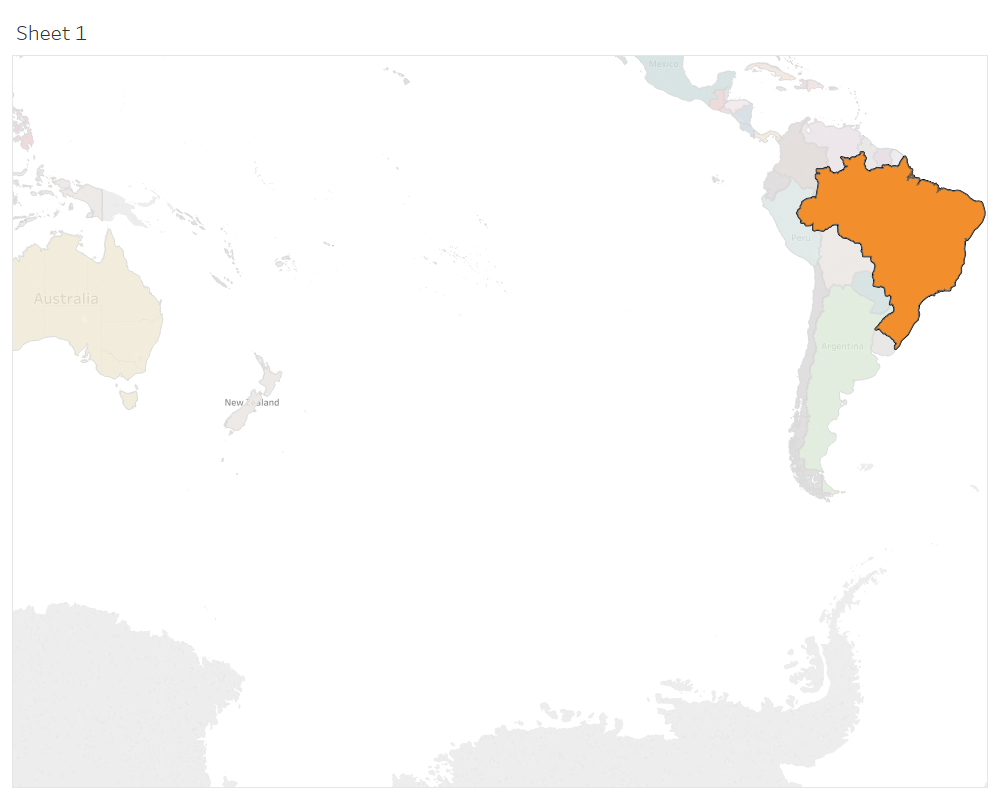 Sheet 1
Mexico
Peru
Australia
Argentina
New Zealand